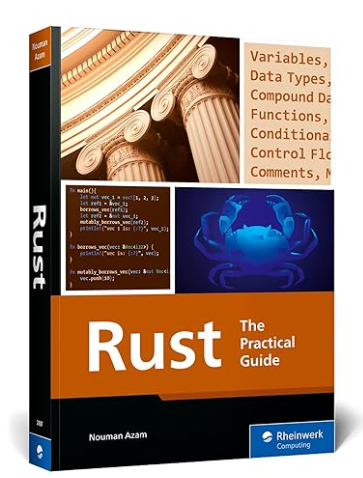 Nouman
Azam
Rust
Variables,
Data Types,
Compound Da
Functions,
Conditiona
Control Flo
Comments, M
fn main(){
let mut vec_1 = vec![1, 2, 3];
let ref1 = &vec_1;
borrows_vec(ref1);
let ref2 = &mut vec_1;
mutably_borrows_vec(ref2);
println!("vec 1 is: {:?}", vec_1);
}
fn borrows_vec(vec: &Vec<i32>){
println!("vec is: {:?}", vec);
}
fn mutably_borrows_vec(vec: &mut Vec<i32>
vec.push(50);
Rust
The
Practical
Guide
Nouman Azam
Rheinwerk
Computing